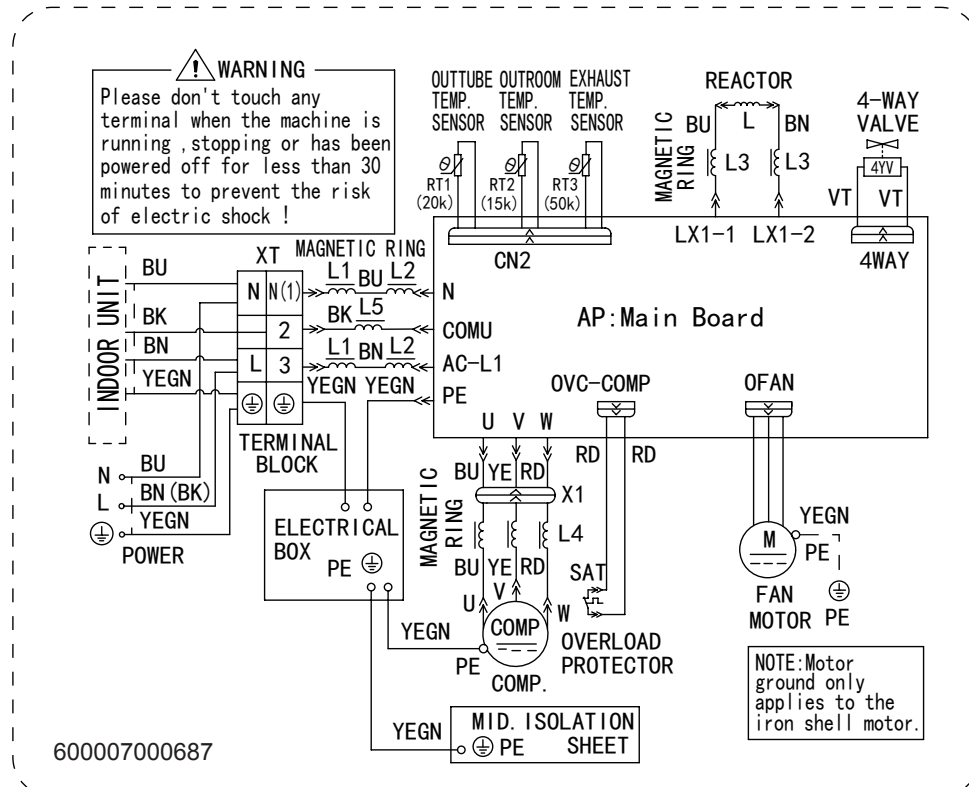 WARNING
Please don't touch any
terminal when the machine is
running ,stopping or has been
powered off for less than 30
minutes to prevent the risk
of electric shock !
OUTTUBE OUTROOM EXHAUST
TEMP. TEMP. TEMP.
SENSOR SENSOR SENSOR
θ θ θ
RT1 RT2 RT3
(20k) (15k) (50k)
CN2
REACTOR
MAGNETIC
RING
BU L BN
L3 L3
LX1-1 LX1-2
4-WAY
VALVE
4YV
VT VT
4WAY
INDOOR UNIT
BU
BK
BN
YEGN
XT
N N(1)
2
L 3
TERMINAL
BLOCK
MAGNETIC RING
L1 BU L2
N
BK L5
COMU
L1 BN L2
AC-L1
YEGN YEGN
PE
AP:Main Board
OVC-COMP
OFAN
U V W
N BU
L BN(BK)
YEGN
POWER
ELECTRICAL
BOX
PE
MAGNETIC
RING
BU YE RD
X1
L4
BU YE RD
U V W
COMP
PE
COMP.
YEGN
RD RD
SAT
OVERLOAD
PROTECTOR
M
YEGN
PE
FAN
MOTOR PE
NOTE:Motor
ground only
applies to the
iron shell motor.
YEGN
MID. ISOLATION
PE SHEET
600007000687